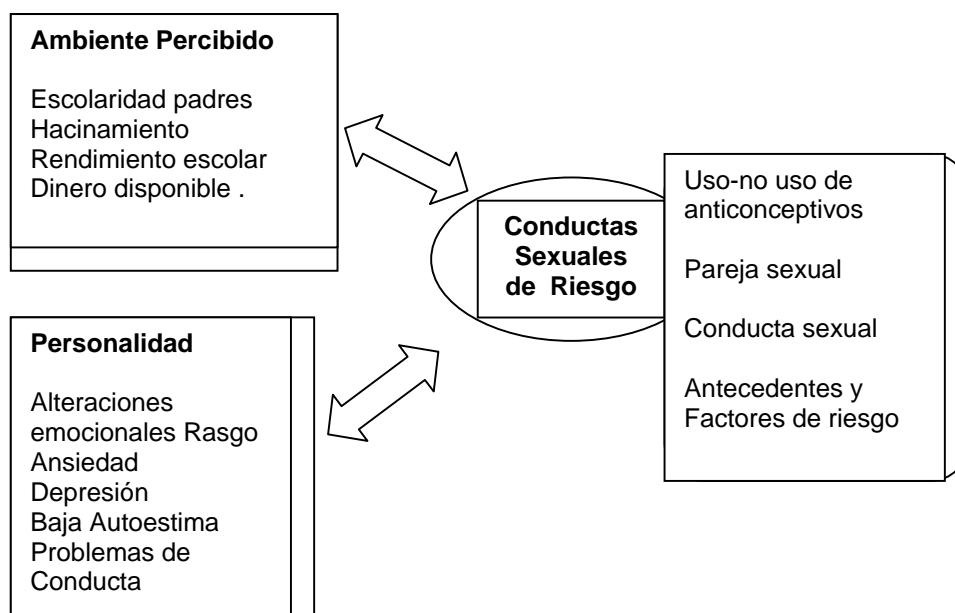 Ambiente Percibido
Escolaridad padres
Hacinamiento
Rendimiento escolar
Dinero disponible .
Conductas
Sexuales
de Riesgo
Uso-no uso de
anticonceptivos
Pareja sexual
Conducta sexual
Antecedentes y
Factores de riesgo
Personalidad
Alteraciones
emocionales Rasgo
Ansiedad
Depresión
Baja Autoestima
Problemas de
Conducta